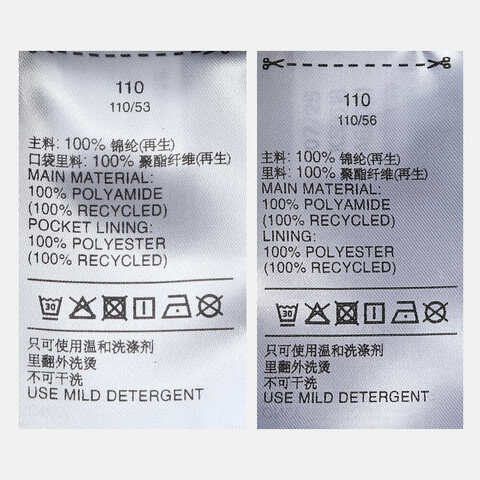 110
110/53
主料: 100% 锦纶(再生)
口袋里料: 100% 聚酯纤维(再生)
MAIN MATERIAL:
100% POLYAMIDE
(100% RECYCLED)
POCKET LINING:
100% POLYESTER
(100% RECYCLED)
30
只可使用温和洗涤剂
里翻外洗烫
不可干洗
USE MILD DETERGENT
110
110/56
主料: 100% 锦纶(再生)
里料: 100% 聚酯纤维(再生)
MAIN MATERIAL:
100% POLYAMIDE
(100% RECYCLED)
LINING:
100% POLYESTER
(100% RECYCLED)
30
只可使用温和洗涤剂
里翻外洗烫
不可干洗
USE MILD DETERGENT